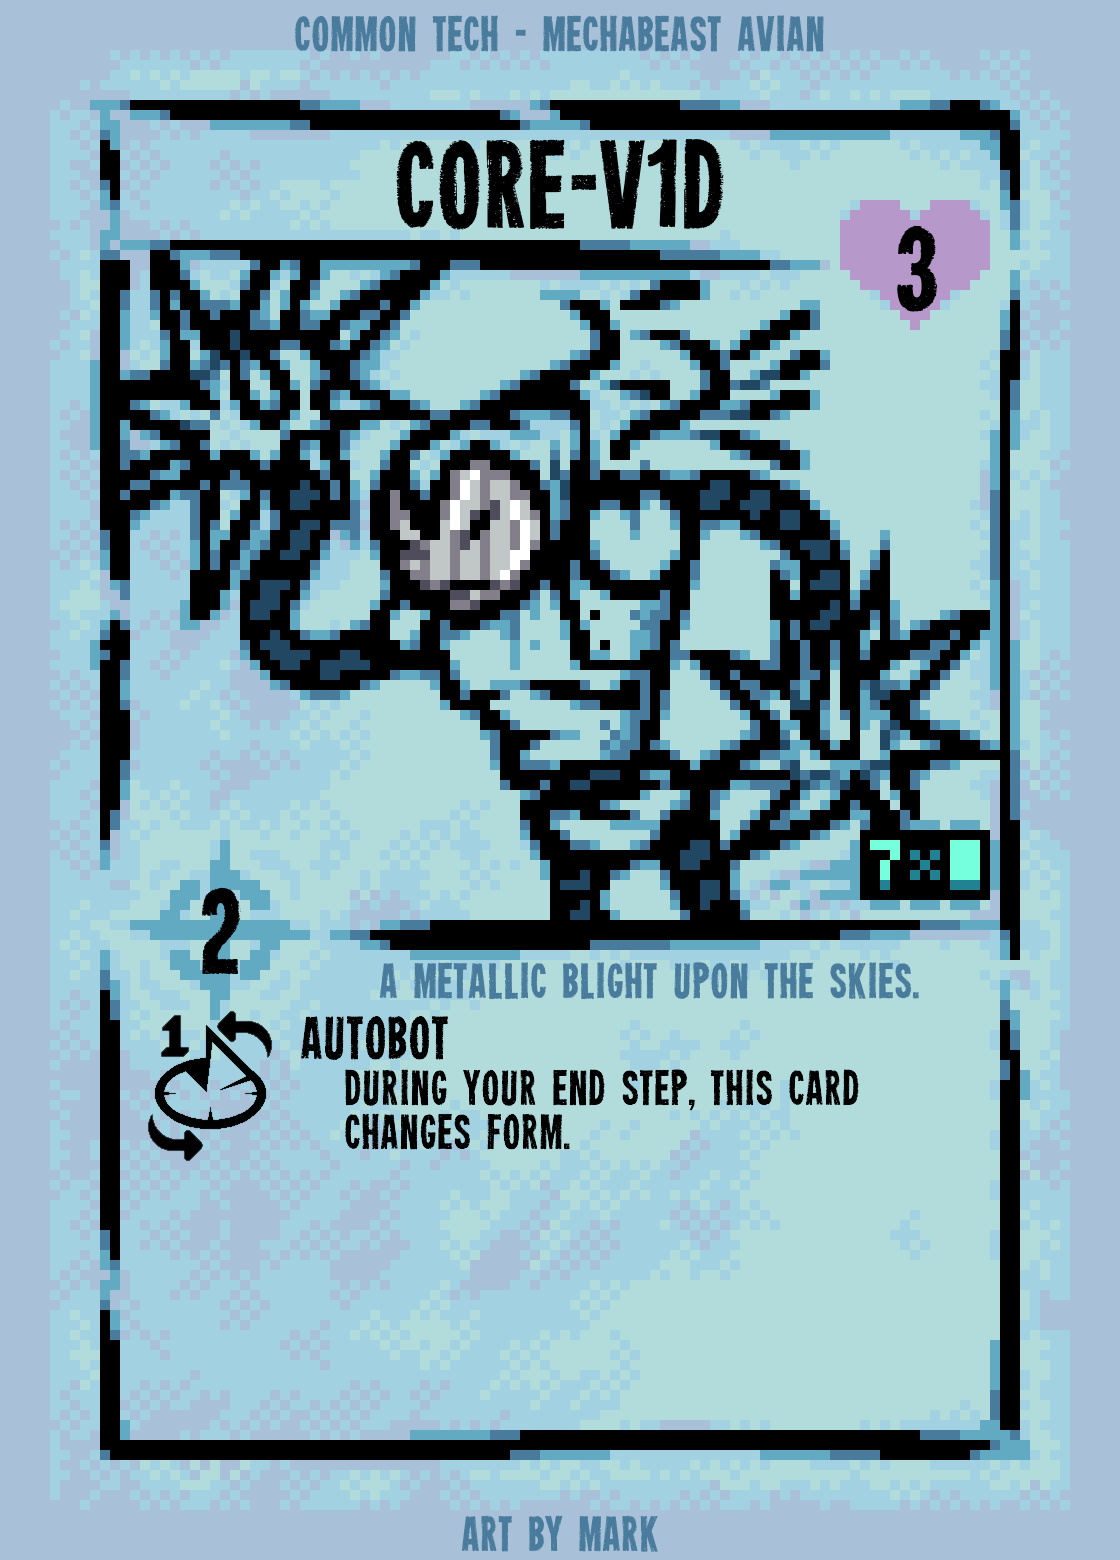 COMMON TECH - MECHABEAST AVIAN
CORE-V1D
3
7
2
A METALLIC BLIGHT UPON THE SKIES.
1
AUTOBOT
DURING YOUR END STEP, THIS CARD
CHANGES FORM.
ART BY MARK